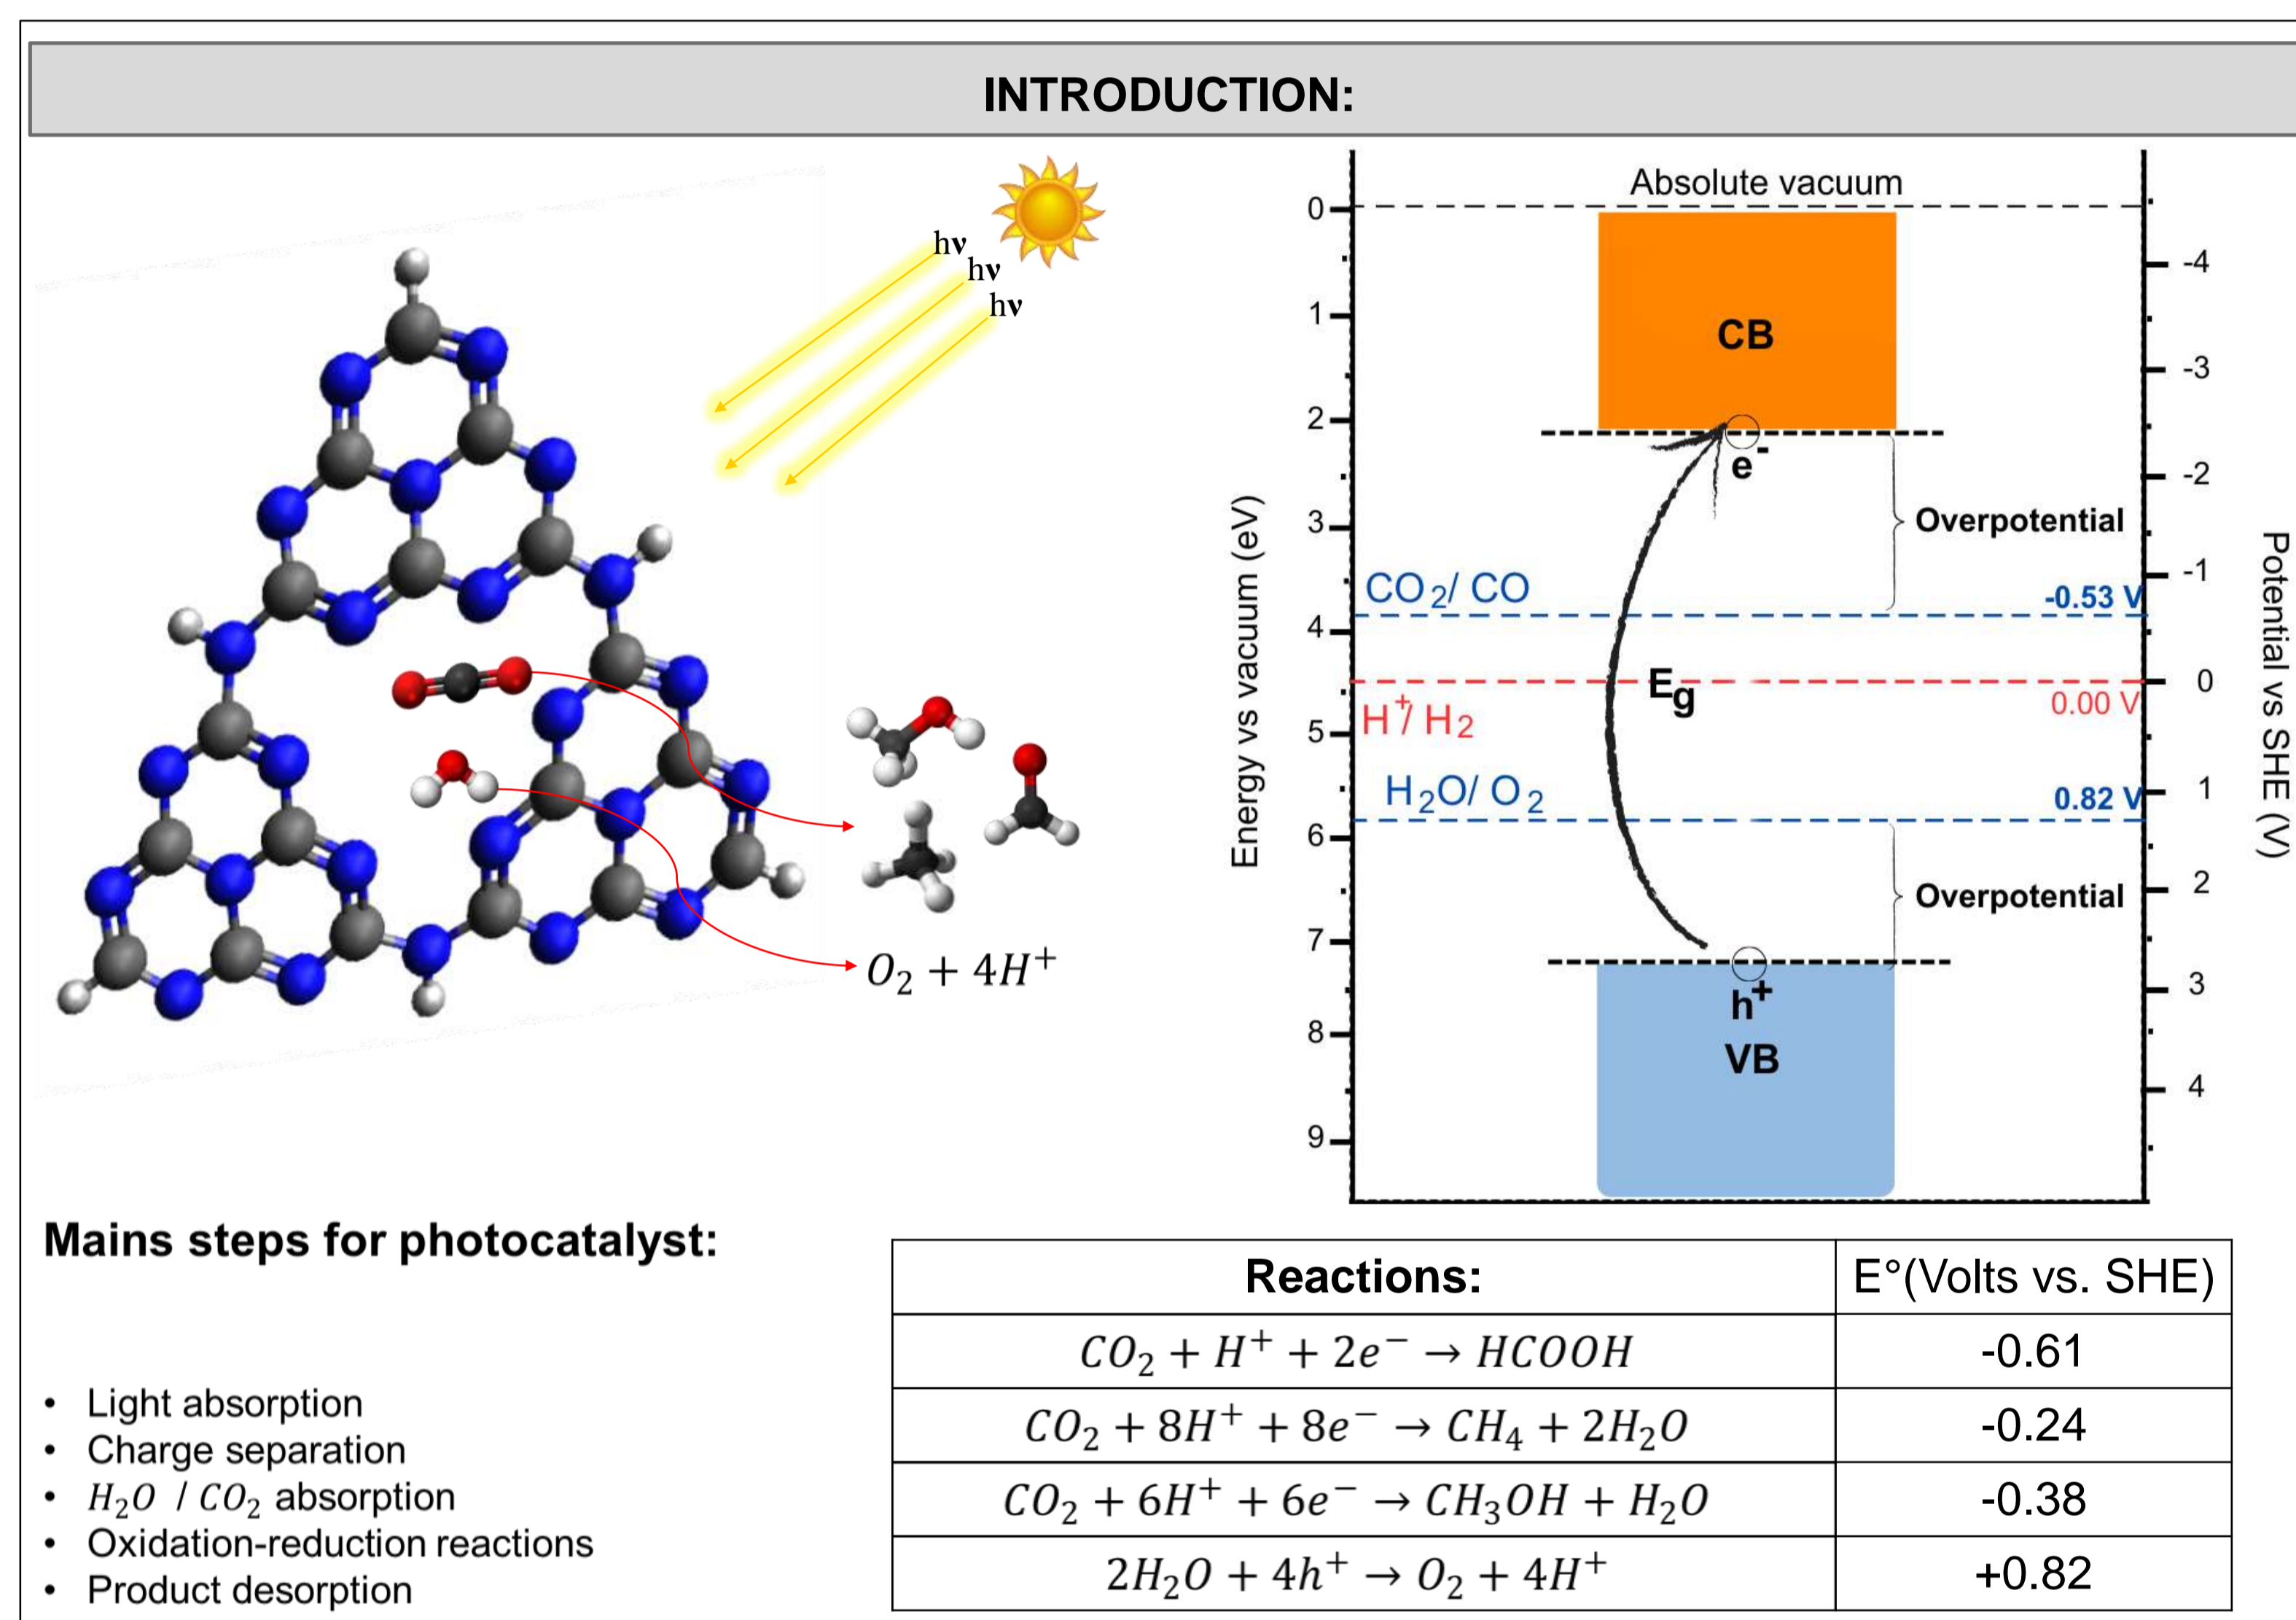 INTRODUCTION:
hν
hν
hν
O₂ + 4H⁺
Absolute vacuum
Energy vs vacuum (eV)
0
1
2
3
4
5
6
7
8
9
CB
e⁻
Overpotential
CO₂/ CO
-0.53 V
Eg
H⁺/ H₂
0.00 V
H₂O/ O₂
0.82 V
Overpotential
h⁺
VB
-4
-3
-2
-1
0
1
2
3
4
Potential vs SHE (V)
Mains steps for photocatalyst:
• Light absorption
• Charge separation
• H₂O / CO₂ absorption
• Oxidation-reduction reactions
• Product desorption
Reactions: E°(Volts vs. SHE)
CO₂ + H⁺ + 2e⁻ → HCOOH -0.61
CO₂ + 8H⁺ + 8e⁻ → CH₄ + 2H₂O -0.24
CO₂ + 6H⁺ + 6e⁻ → CH₃OH + H₂O -0.38
2H₂O + 4h⁺ → O₂ + 4H⁺ +0.82